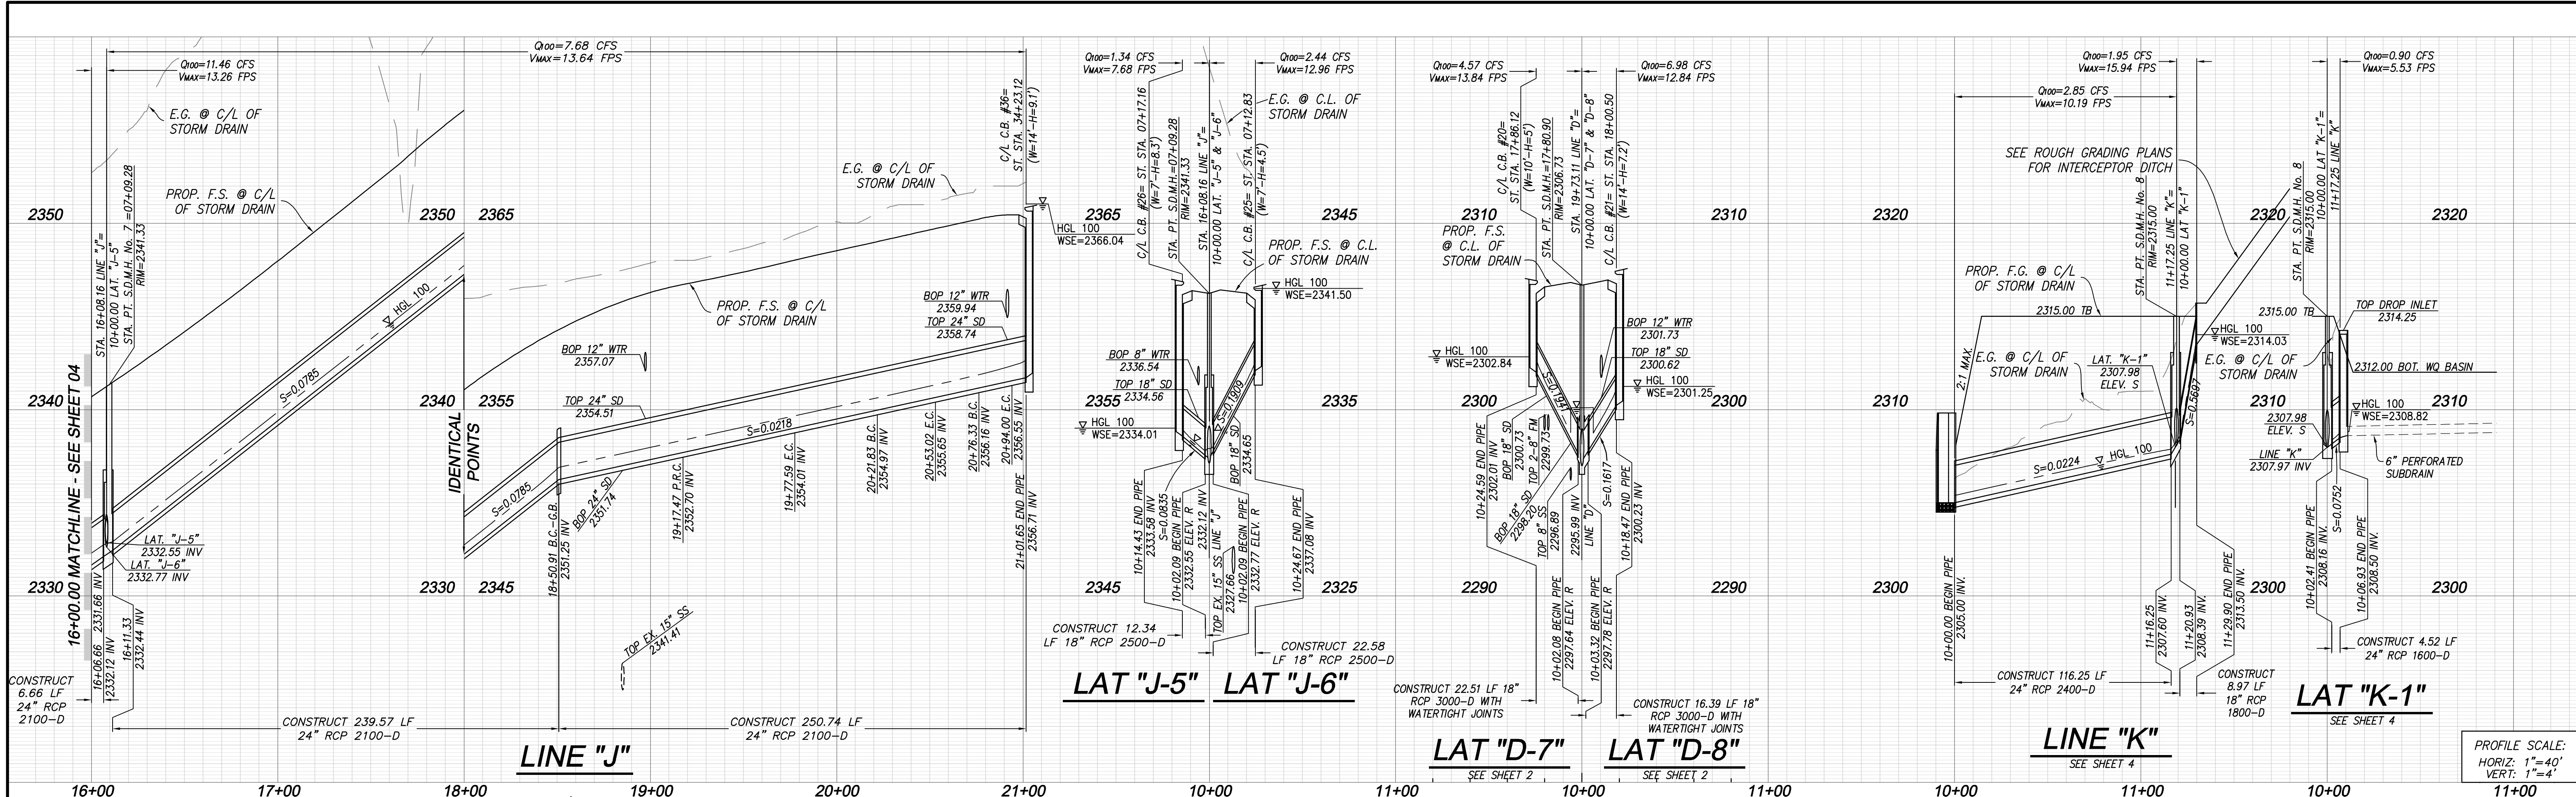 Q100=7.68 CFS
VMAX=13.64 FPS
Q100=11.46 CFS
VMAX=13.26 FPS
E.G. @ C/L OF
STORM DRAIN
PROP. F.S. @ C/L
OF STORM DRAIN
STA. 16+08.16 LINE "J"=
10+00.00 LAT. "J-5"
STA. PT. S.D.M.H. No. 7 =07+09.28
RIM=2341.33
2350
2340
2330
16+00.00 MATCHLINE - SEE SHEET 04
S=0.0785
HGL 100
LAT. "J-5"
2332.55 INV
LAT. "J-6"
2332.77 INV
16+06.66 2331.66 INV
2332.12 INV
16+11.33
2332.44 INV
CONSTRUCT
6.66 LF
24" RCP
2100-D
CONSTRUCT 239.57 LF
24" RCP 2100-D
2350 2365
2340 2355
2330 2345
IDENTICAL
POINTS
S=0.0785
E.G. @ C/L OF
STORM DRAIN
PROP. F.S. @ C/L
OF STORM DRAIN
BOP 12" WTR
2357.07
TOP 24" SD
2354.51
BOP 24" SD
2351.74
S=0.0218
BOP 12" WTR
2359.94
TOP 24" SD
2358.74
18+50.91 B.C.-G.B.
2351.25 INV
19+17.47 P.R.C.
2352.70 INV
19+77.59 E.C.
2354.01 INV
20+21.83 B.C.
2354.97 INV
20+53.02 E.C.
2355.65 INV
20+76.33 B.C.
2356.16 INV
20+94.00 E.C.
2356.55 INV
21+01.65 END PIPE
2356.71 INV
TOP EX. 15" SS
2341.41
C/L C.B. #36=
ST. STA. 34+23.12
(W=14'-H=9.1')
HGL 100
WSE=2366.04
CONSTRUCT 250.74 LF
24" RCP 2100-D
LINE "J"
Q100=1.34 CFS
VMAX=7.68 FPS
Q100=2.44 CFS
VMAX=12.96 FPS
C/L C.B. #26= ST. STA. 07+17.16
(W=7'-H=8.3')
STA. PT. S.D.M.H.=07+09.28
RIM=2341.33
STA. 16+08.16 LINE "J"=
10+00.00 LAT. "J-5" & "J-6"
C/L C.B. #25= ST. STA. 07+12.83
(W=7'-H=4.5')
E.G. @ C.L. OF
STORM DRAIN
PROP. F.S. @ C.L.
OF STORM DRAIN
HGL 100
WSE=2341.50
2365 2345
2355 2335
2345 2325
BOP 8" WTR
2336.54
TOP 18" SD
2334.56
HGL 100
WSE=2334.01
S=0.1909
BOP 18" SD
2334.65
10+14.43 END PIPE
2333.58 INV
S=0.0835
10+02.09 BEGIN PIPE
2332.55 ELEV. R
2332.12 INV
LINE "J"
TOP EX. 15" SS
2327.66
10+02.09 BEGIN PIPE
2332.77 ELEV. R
10+24.67 END PIPE
2337.08 INV
CONSTRUCT 12.34
LF 18" RCP 2500-D
CONSTRUCT 22.58
LF 18" RCP 2500-D
LAT "J-5"
LAT "J-6"
Q100=4.57 CFS
VMAX=13.84 FPS
Q100=6.98 CFS
VMAX=12.84 FPS
C/L C.B. #20=
ST. STA. 17+86.12
(W=10'-H=5')
STA. PT. S.D.M.H.=17+80.90
RIM=2306.73
STA. 19+73.11 LINE "D"=
10+00.00 LAT. "D-7" & "D-8"
C/L C.B. #21= ST. STA. 18+00.50
(W=14'-H=7.2')
2310 2310
2300 2300
2290 2290
PROP. F.S.
@ C.L. OF
STORM DRAIN
HGL 100
WSE=2302.84
S=0.1941
BOP 12" WTR
2301.73
TOP 18" SD
2300.62
HGL 100
WSE=2301.25
10+24.59 END PIPE
2302.01 INV
BOP 18" SD
2300.73
TOP 2-8" FM
2299.73
BOP 18" SD
2298.20
TOP 8" SS
2296.89
2295.99 INV
LINE "D"
S=0.1617
10+18.47 END PIPE
2300.23 INV
10+02.08 BEGIN PIPE
2297.64 ELEV. R
10+03.32 BEGIN PIPE
2297.78 ELEV. R
CONSTRUCT 22.51 LF 18"
RCP 3000-D WITH
WATERTIGHT JOINTS
CONSTRUCT 16.39 LF 18"
RCP 3000-D WITH
WATERTIGHT JOINTS
LAT "D-7"
SEE SHEET 2
LAT "D-8"
SEE SHEET 2
Q100=1.95 CFS
VMAX=15.94 FPS
Q100=2.85 CFS
VMAX=10.19 FPS
Q100=0.90 CFS
VMAX=5.53 FPS
SEE ROUGH GRADING PLANS
FOR INTERCEPTOR DITCH
PROP. F.G. @ C/L
OF STORM DRAIN
2315.00 TB
2:1 MAX.
E.G. @ C/L OF
STORM DRAIN
STA. PT. S.D.M.H. No. 8
RIM=2315.00
11+17.25 LINE "K"=
10+00.00 LAT "K-1"
LAT. "K-1"
2307.98
ELEV. S
S=0.5697
S=0.0224
HGL 100
HGL 100
WSE=2314.03
2320 2320 2320
2310 2310
2300 2300 2300
10+00.00 BEGIN PIPE
2305.00 INV.
11+16.25
2307.60 INV.
11+20.93
2308.39 INV.
11+29.90 END PIPE
2313.50 INV.
CONSTRUCT 116.25 LF
24" RCP 2400-D
CONSTRUCT
8.97 LF
18" RCP
1800-D
LINE "K"
SEE SHEET 4
STA. PT. S.D.M.H. No. 8
RIM=2315.00
10+00.00 LAT "K-1"=
11+17.25 LINE "K"
2315.00 TB
E.G. @ C/L OF
STORM DRAIN
TOP DROP INLET
2314.25
2312.00 BOT. WQ BASIN
HGL 100
WSE=2308.82
2307.98
ELEV. S
LINE "K"
2307.97 INV
6" PERFORATED
SUBDRAIN
10+02.41 BEGIN PIPE
2308.16 INV.
S=0.0752
10+06.93 END PIPE
2308.50 INV.
CONSTRUCT 4.52 LF
24" RCP 1600-D
LAT "K-1"
SEE SHEET 4
PROFILE SCALE:
HORIZ: 1"=40'
VERT: 1"=4'
16+00 17+00 18+00 19+00 20+00 21+00 10+00 11+00 10+00 11+00 10+00 11+00 10+00 11+00